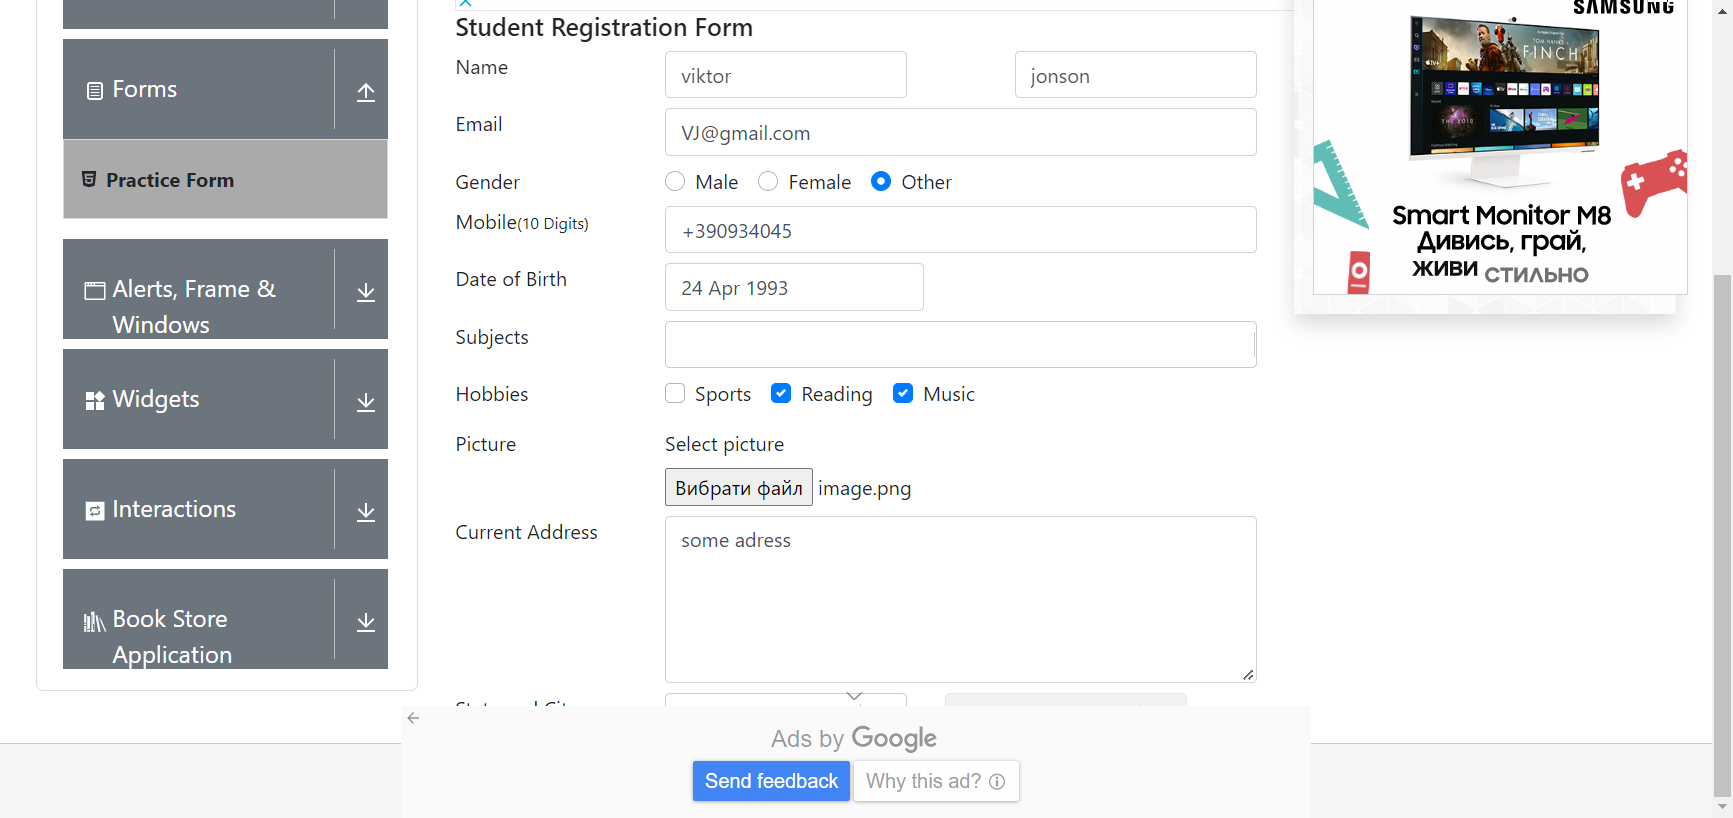 Forms
Practice Form
Alerts, Frame &
Windows
Widgets
Interactions
Book Store
Application
Student Registration Form
Name
viktor
jonson
Email
VJ@gmail.com
Gender
Male
Female
Other
Mobile(10 Digits)
+390934045
Date of Birth
24 Apr 1993
Subjects
Hobbies
Sports
Reading
Music
Picture
Select picture
Вибрати файл image.png
Current Address
some adress
Ads by Google
Send feedback
Why this ad?
SAMSUNG
TOM HANKS
FINCH
Smart Monitor M8
Дивись, грай,
живи стильно